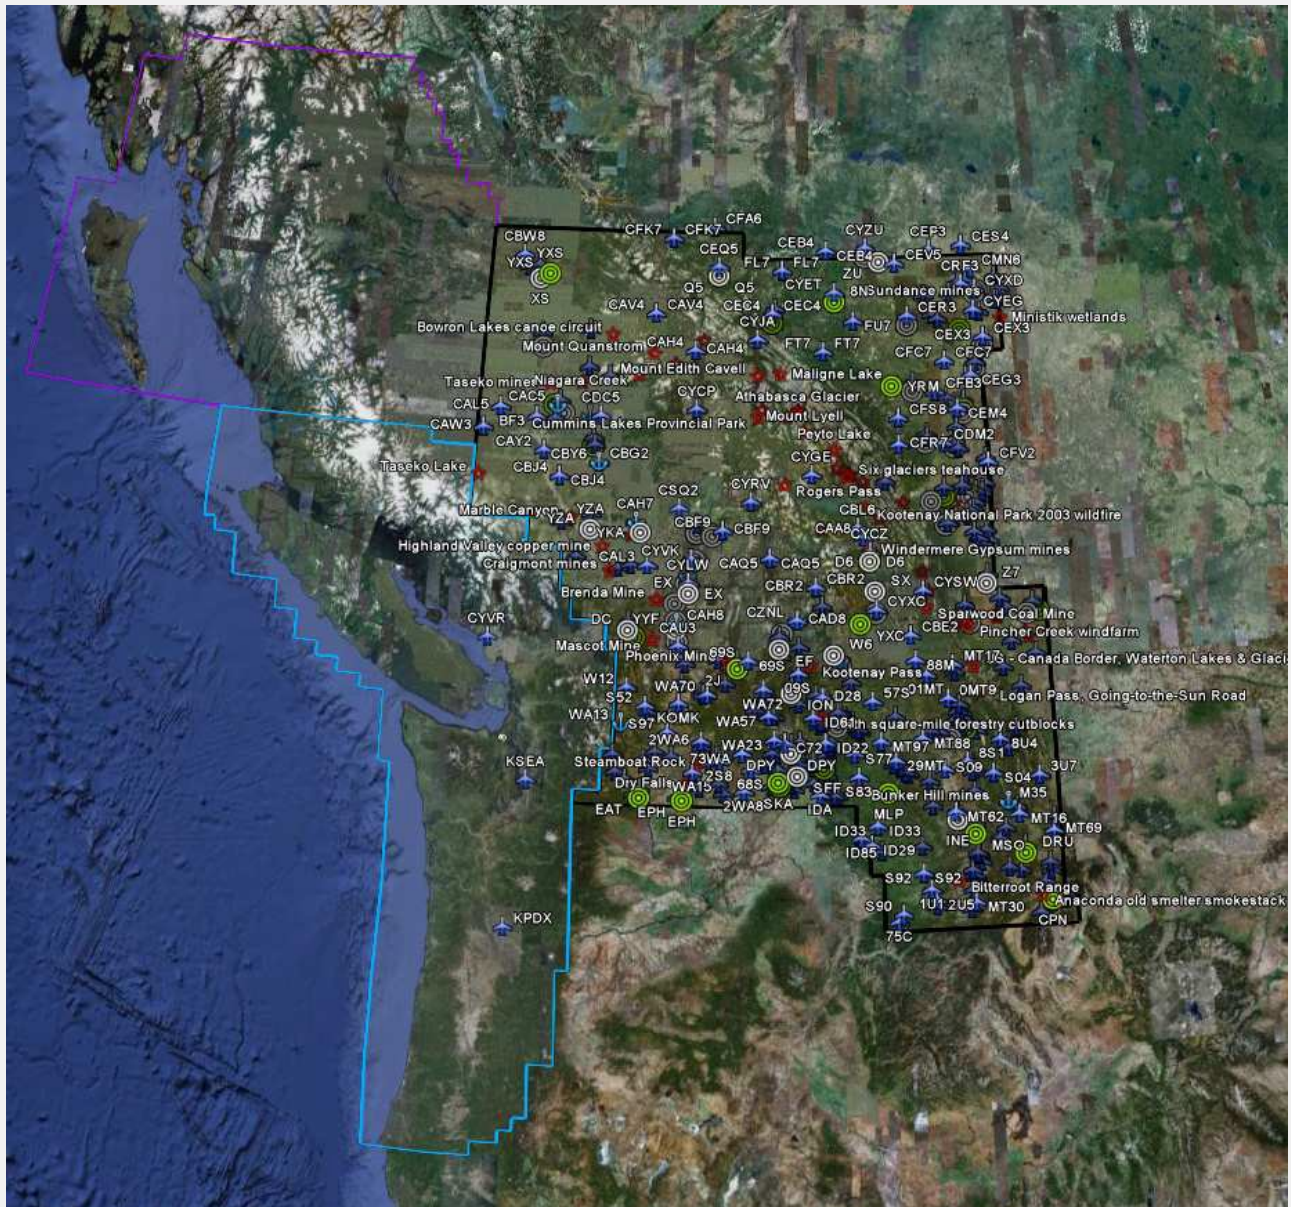 CFA6
CFK7
CFK7
CBW8
YXS
YXS
XS
CEQ5
Q5
Q5
FL7
FL7
CEB4
CEB4
CYZU
ZU
CEF3
CES4
CEV5
CYET
CRF3
CMN6
CYXD
8N
Sundance mines
CYEG
CAV4
CAV4
CEC4
CEC4
CYJA
FU7
CER3
Ministik wetlands
CEX3
CEX3
Bowron Lakes canoe circuit
Mount Quanstrom
CAH4
CAH4
FT7
FT7
CFC7
CFC7
Mount Edith Cavell
Maligne Lake
Taseko mines
Niagara Creek
YRM
CFB3
CEG3
CAL5
CAC5
CDC5
CYCP
Athabasca Glacier
Mount Lyell
CFS8
CEM4
CAW3
BF3
Cummins Lakes Provincial Park
Peyto Lake
CAY2
CBY6
CBG2
CFR7
CDM2
CFV2
Taseko Lake
CBJ4
CBJ4
CYGE
Six glaciers teahouse
CYRV
Rogers Pass
CSQ2
CBL6
Marble Canyon
YZA
YZA
CAH7
Kootenay National Park 2003 wildfire
YKA
CBF9
CBF9
CAA8
CYCZ
Highland Valley copper mine
Craigmont mines
CAL3
CYVK
CYLW
CAQ5
CAQ5
D6
D6
Windermere Gypsum mines
Z7
Brenda Mine
EX
EX
CBR2
CBR2
SX
CYSW
CYXC
CYVR
DC
YYF
CAH8
CAU3
CZNL
CAD8
Sparwood Coal Mine
CBE2
YXC
Pincher Creek windfarm
Mascot Mine
Phoenix Mine
69S
69S
EF
W6
Kootenay Pass
88M
MT17
G - Canada Border, Waterton Lakes & Glaci
W12
S52
WA70
2J
09S
ION
D28
57S
01MT
0MT9
Logan Pass, Going-to-the-Sun Road
WA13
S97
KOMK
WA72
WA57
ID61
th square-mile forestry cutblocks
2WA6
WA23
C72
ID22
MT97
MT88
8U4
8S1
KSEA
Steamboat Rock
73WA
DPY
DPY
S77
29MT
S09
S04
3U7
Dry Falls
WA15
2S8
68S
SFF
S83
Bunker Hill mines
M35
EAT
EPH
EPH
2WA8
SKA
IDA
MLP
MT62
MT16
MT69
ID33
ID33
INE
MSO
DRU
ID85
ID29
S92
S92
Bitterroot Range
Anaconda old smelter smokestack
KPDX
S90
1U1
2U5
MT30
CPN
75C